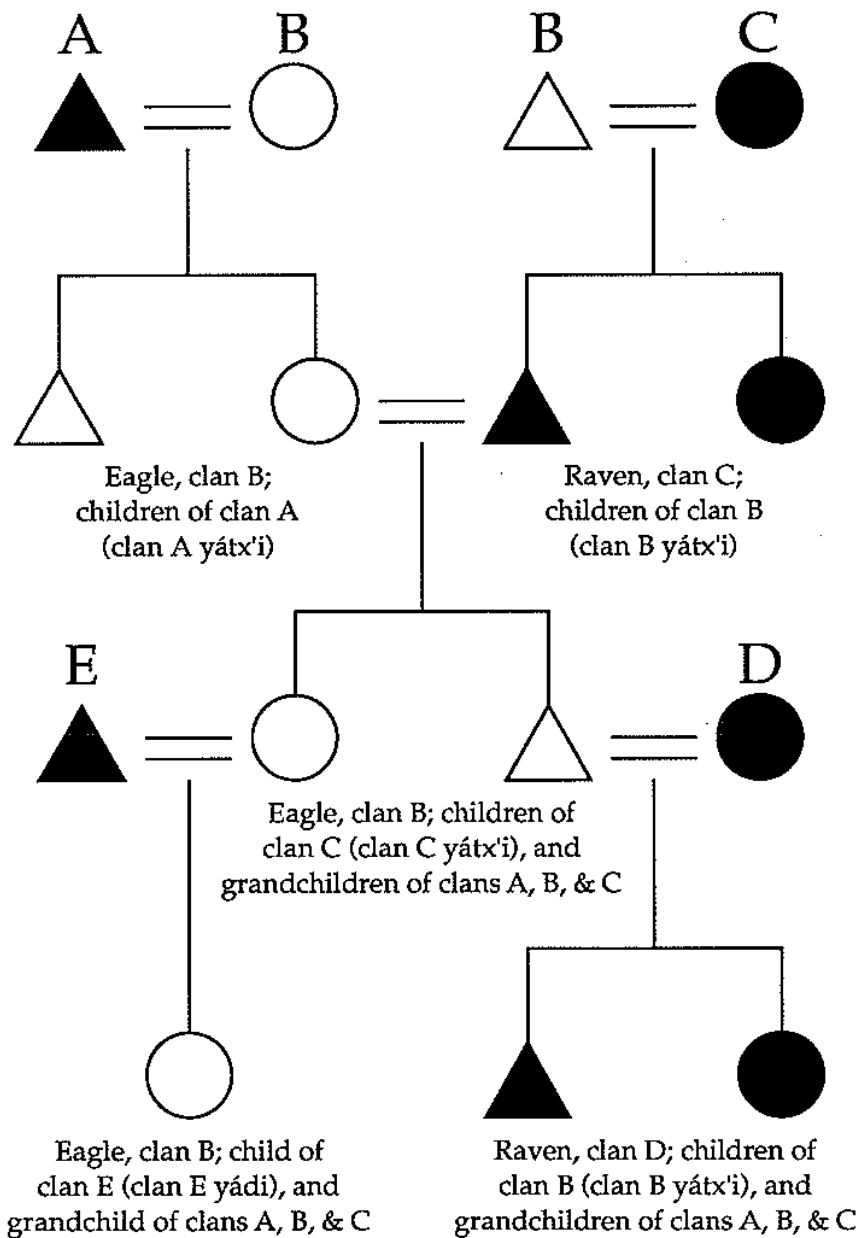 A B B C
Eagle, clan B;
children of clan A
(clan A yátx'i)
Raven, clan C;
children of clan B
(clan B yátx'i)
E D
Eagle, clan B; children of
clan C (clan C yátx'i), and
grandchildren of clans A, B, & C
Eagle, clan B; child of
clan E (clan E yádi), and
grandchild of clans A, B, & C
Raven, clan D; children of
clan B (clan B yátx'i), and
grandchildren of clans A, B, & C